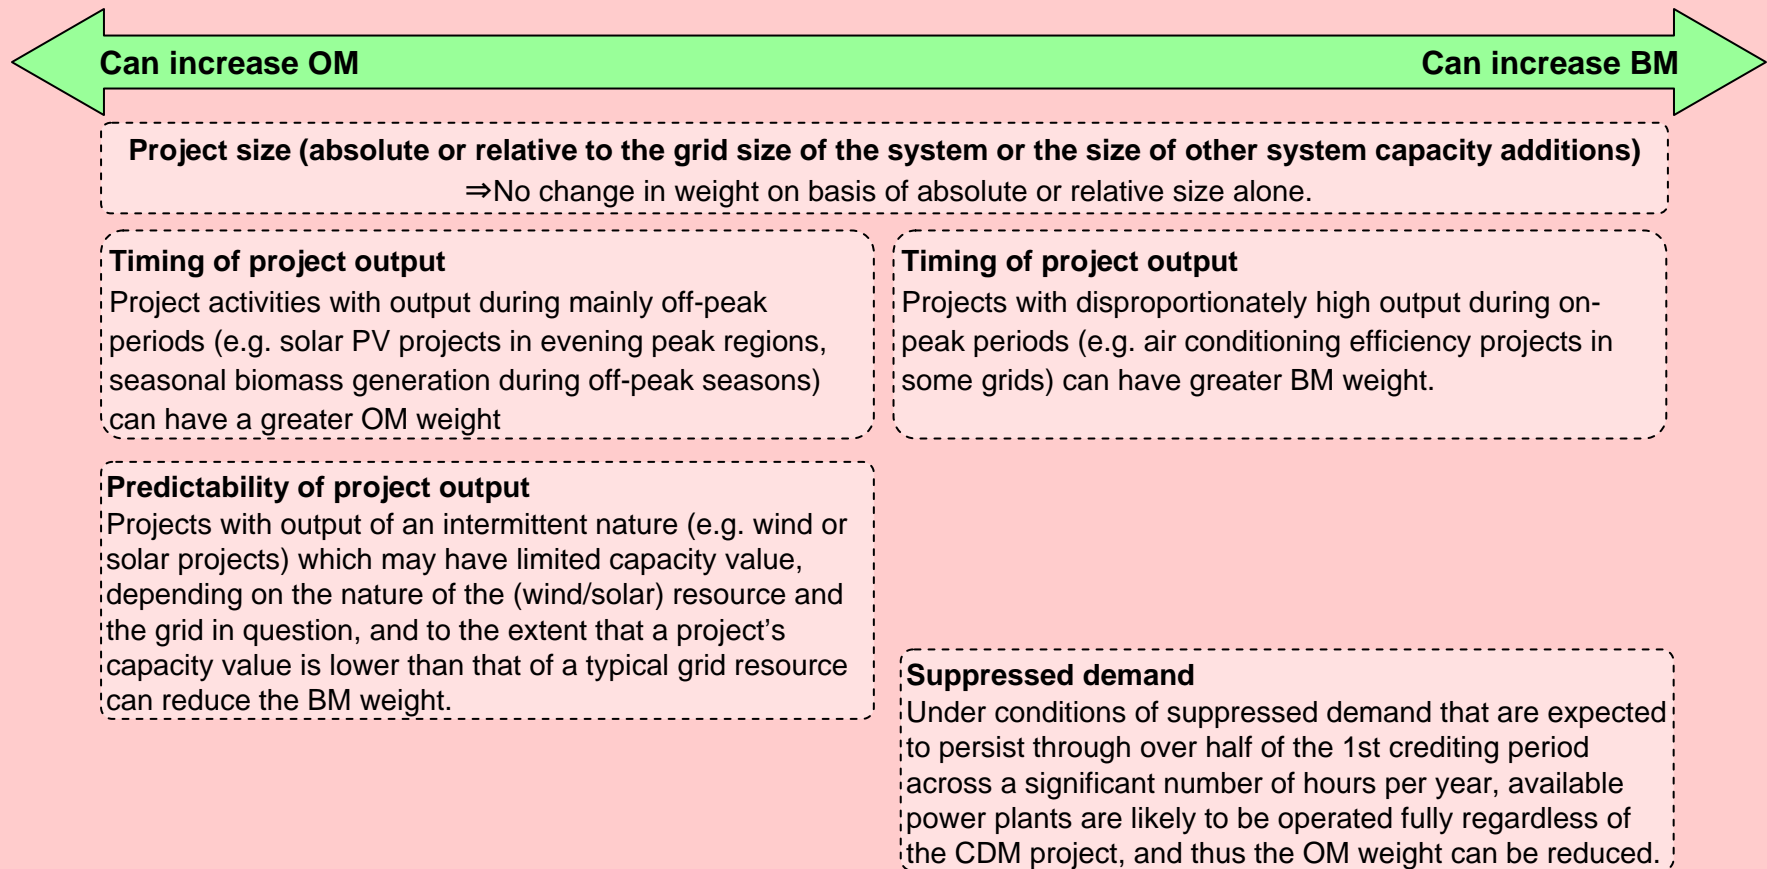 Can increase OM
Can increase BM
Project size (absolute or relative to the grid size of the system or the size of other system capacity additions)
⇒No change in weight on basis of absolute or relative size alone.
Timing of project output
Project activities with output during mainly off-peak
periods (e.g. solar PV projects in evening peak regions,
seasonal biomass generation during off-peak seasons)
can have a greater OM weight
Timing of project output
Projects with disproportionately high output during on-
peak periods (e.g. air conditioning efficiency projects in
some grids) can have greater BM weight.
Predictability of project output
Projects with output of an intermittent nature (e.g. wind or
solar projects) which may have limited capacity value,
depending on the nature of the (wind/solar) resource and
the grid in question, and to the extent that a project's
capacity value is lower than that of a typical grid resource
can reduce the BM weight.
Suppressed demand
Under conditions of suppressed demand that are expected
to persist through over half of the 1st crediting period
across a significant number of hours per year, available
power plants are likely to be operated fully regardless of
the CDM project, and thus the OM weight can be reduced.